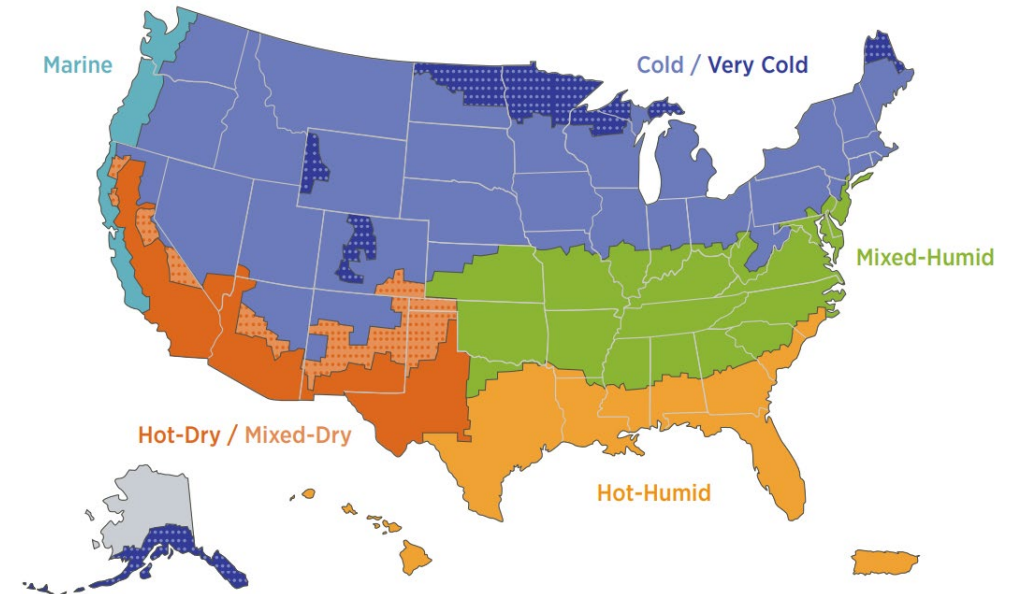 Marine
Cold / Very Cold
Mixed-Humid
Hot-Dry / Mixed-Dry
Hot-Humid